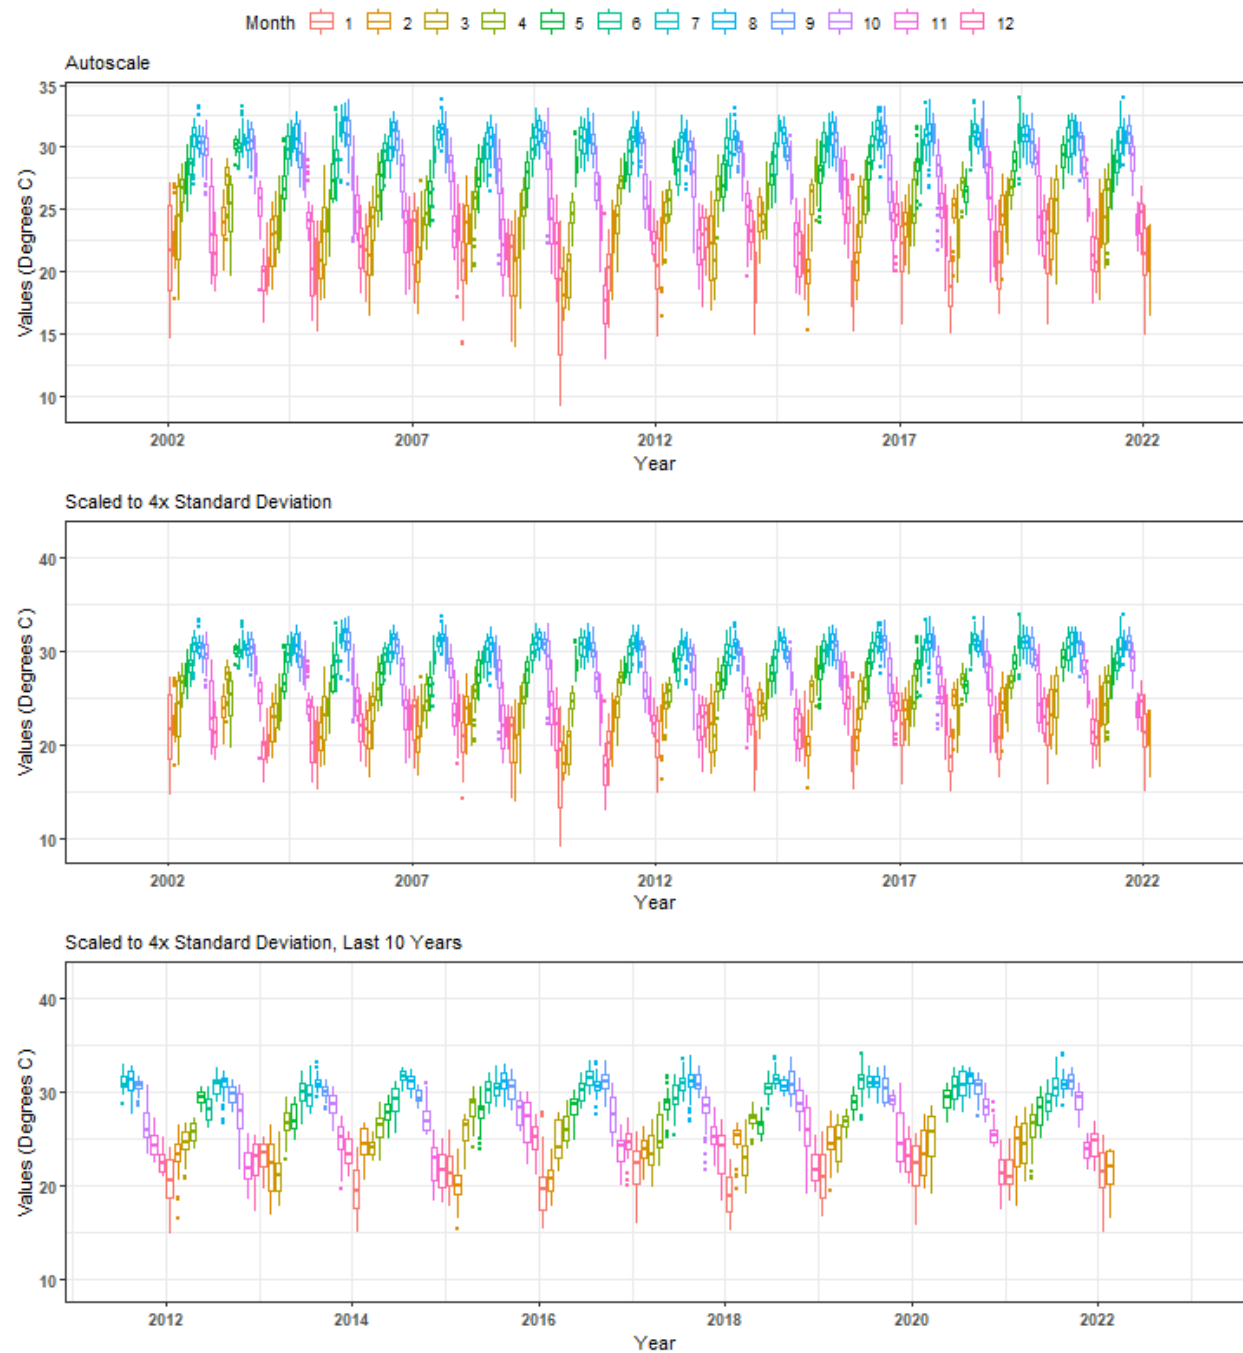 Month 1 2 3 4 5 6 7 8 9 10 11 12
Autoscale
35
30
25
20
15
10
Values (Degrees C)
2002 2007 2012 2017 2022
Year
Scaled to 4x Standard Deviation
40
30
20
10
Values (Degrees C)
2002 2007 2012 2017 2022
Year
Scaled to 4x Standard Deviation, Last 10 Years
40
30
20
10
Values (Degrees C)
2012 2014 2016 2018 2020 2022
Year